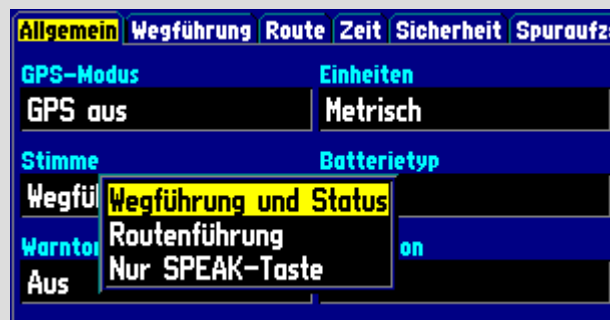 Allgemein Wegführung Route Zeit Sicherheit
GPS-Modus Einheiten
GPS aus Metrisch
Stimme Batterietyp
Wegführung und Status
Routenführung
Nur SPEAK-Taste
Aus